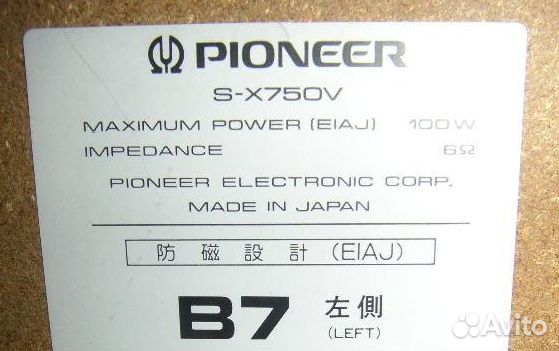 PIONEER
S-X750V
MAXIMUM POWER (EIAJ) 100W
IMPEDANCE 6Ω
PIONEER ELECTRONIC CORP.
MADE IN JAPAN
防磁設計 (EIAJ)
B7 左側
(LEFT)
Avito